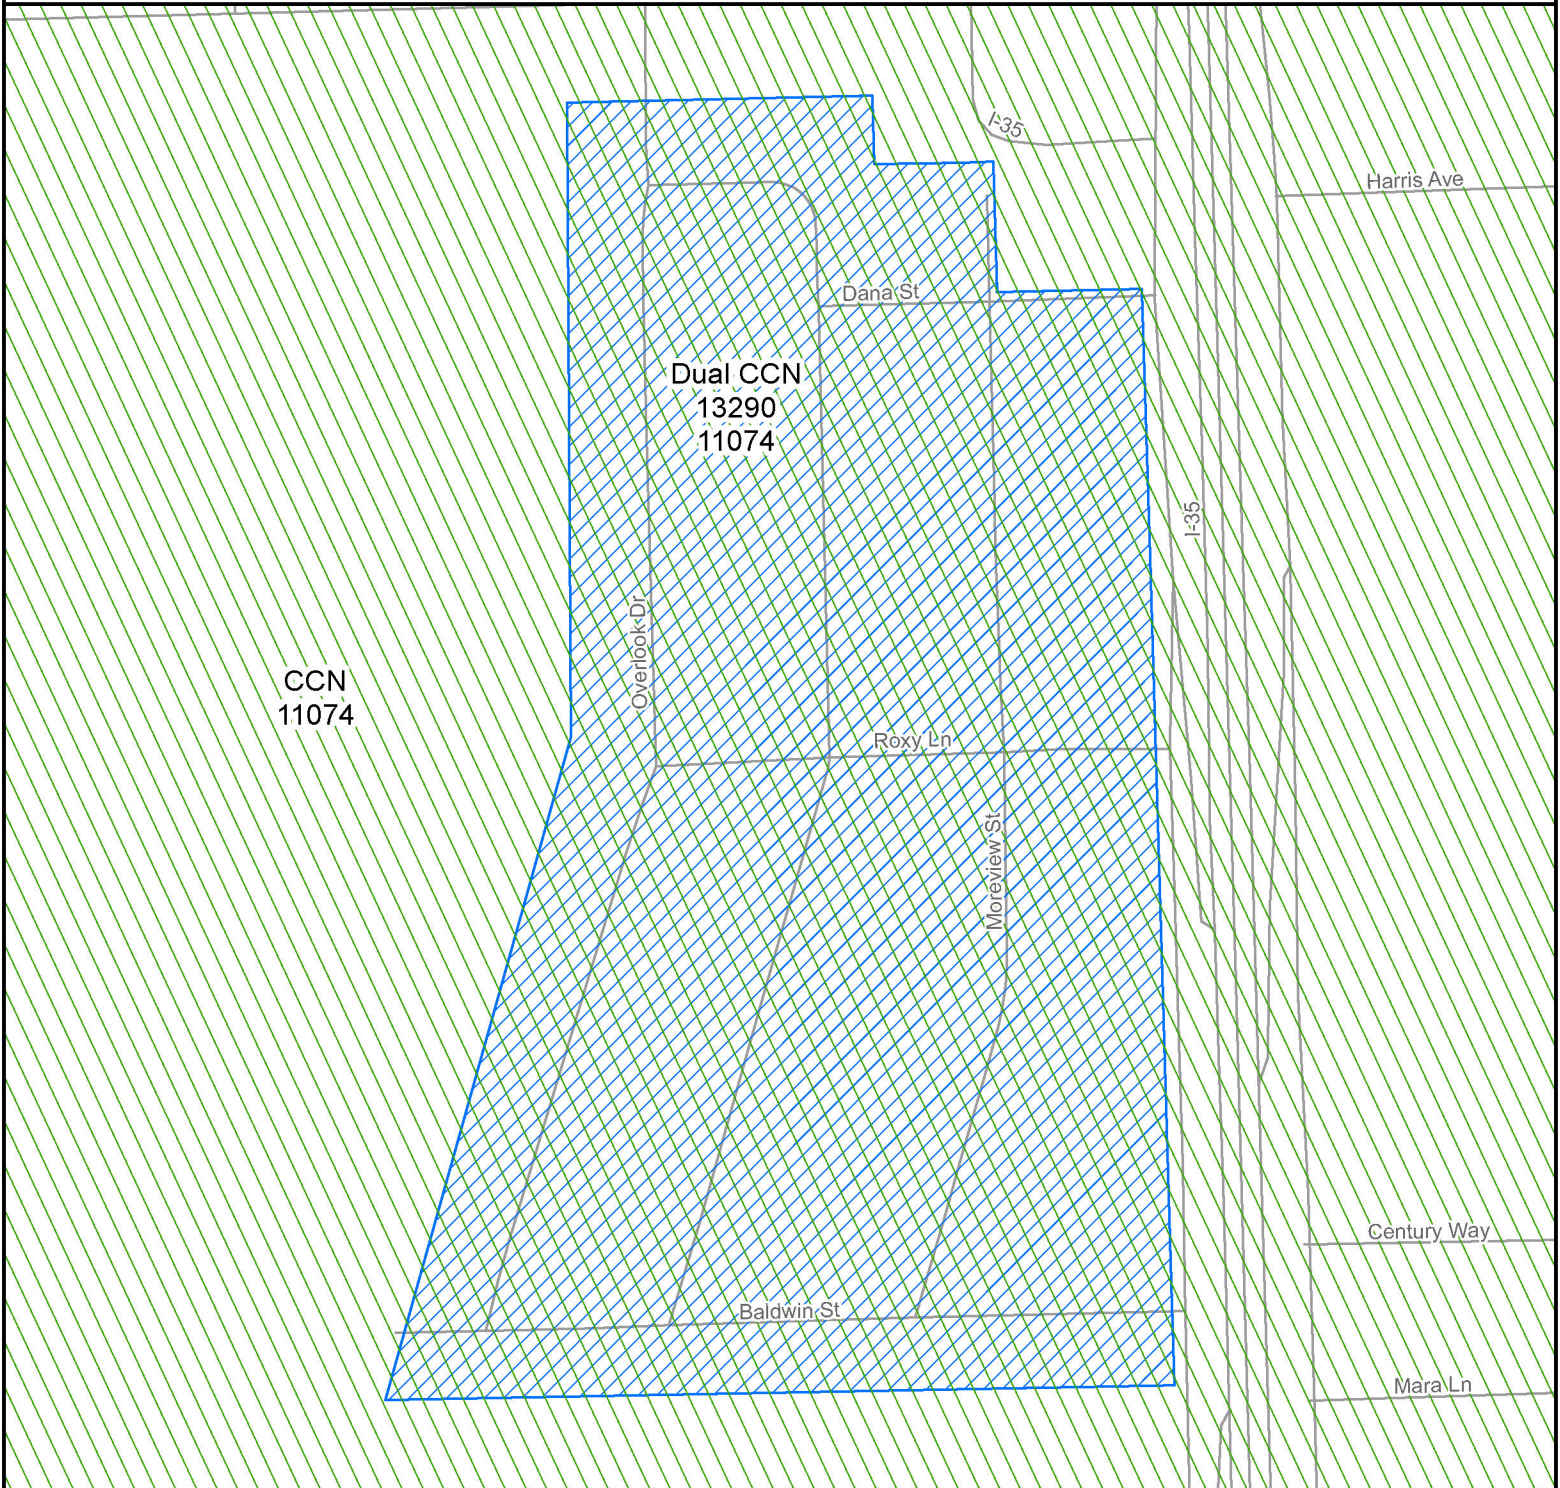 I-35
Harris Ave
Dana St
Dual CCN
13290
11074
I-35
Overlook Dr
CCN
11074
Roxy Ln
Moreview St
Century Way
Baldwin St
Mara Ln